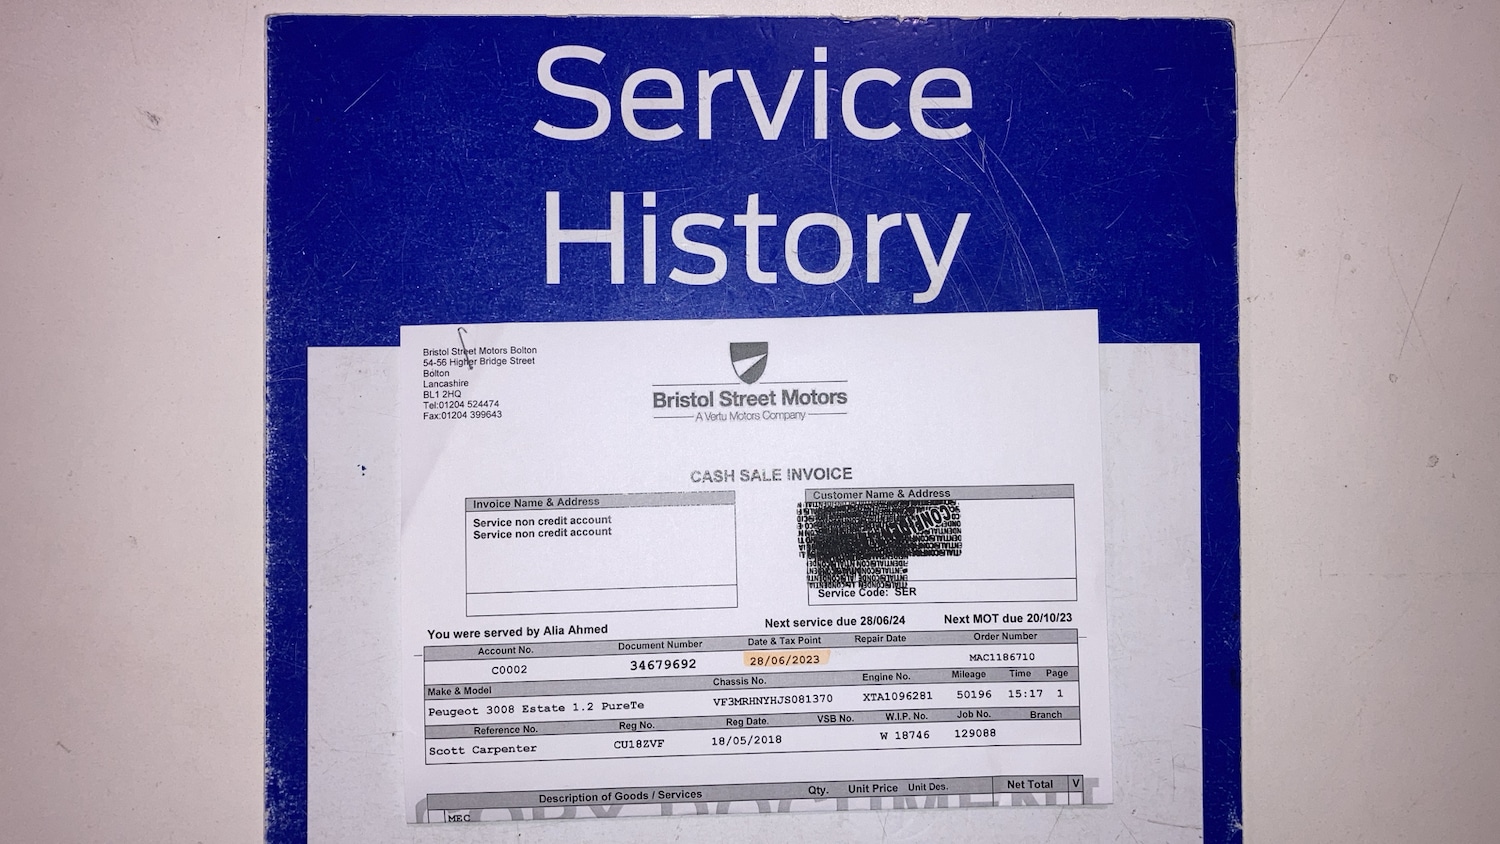 Service
History
Bristol Street Motors Bolton
54-56 Higher Bridge Street
Bolton
Lancashire
BL1 2HQ
Tel:01204 524474
Fax:01204 399643
Bristol Street Motors
A Vertu Motors Company
CASH SALE INVOICE
Invoice Name & Address
Service non credit account
Service non credit account
Customer Name & Address
Service Code: SER
You were served by Alia Ahmed
Next service due 28/06/24 Next MOT due 20/10/23
Account No. Document Number Date & Tax Point Repair Date Order Number
C0002 34679692 28/06/2023 MAC1186710
Make & Model Chassis No. Engine No. Mileage Time Page
Peugeot 3008 Estate 1.2 PureTe VF3MRHNYHJS081370 XTA1096281 50196 15:17 1
Reference No. Reg No. Reg Date. VSB No. W.I.P. No. Job No. Branch
Scott Carpenter CU18ZVF 18/05/2018 W 18746 129088
Description of Goods / Services Qty. Unit Price Unit Des. Net Total V
COPY DOCUMENT
MEC